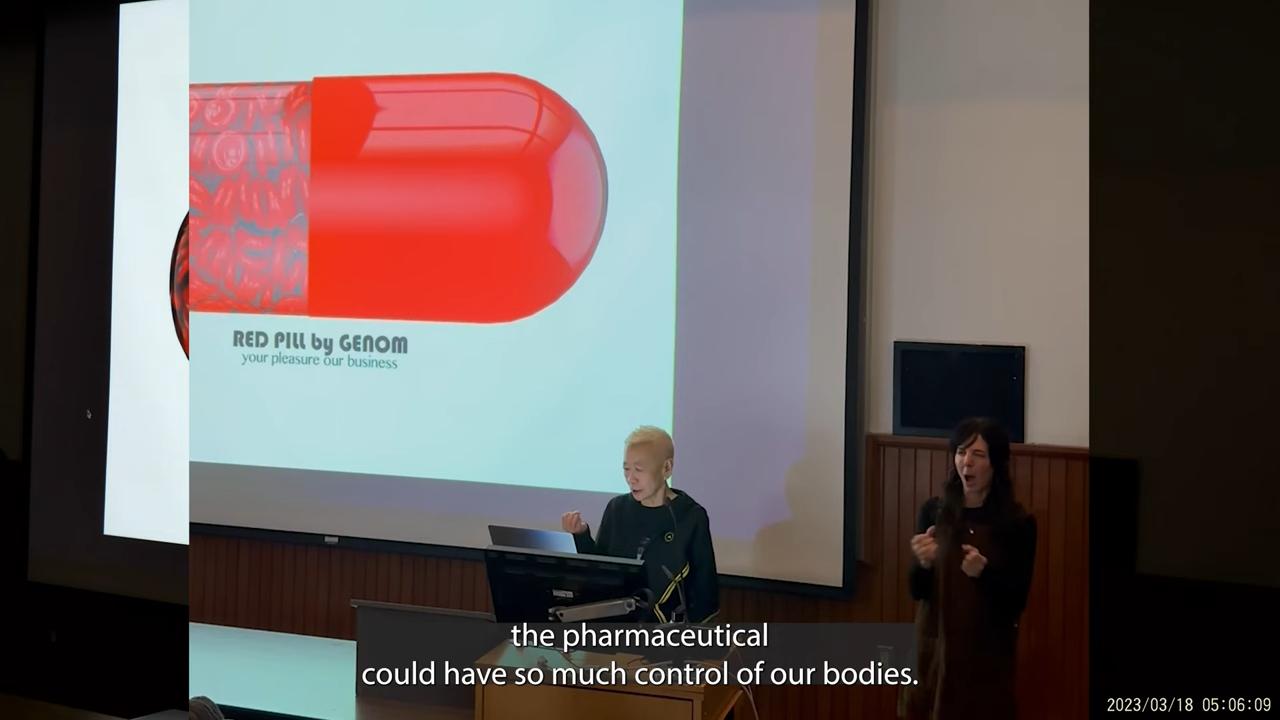 RED PILL by GENOM
your pleasure our business
the pharmaceutical
could have so much control of our bodies.
2023/03/18 05:06:09